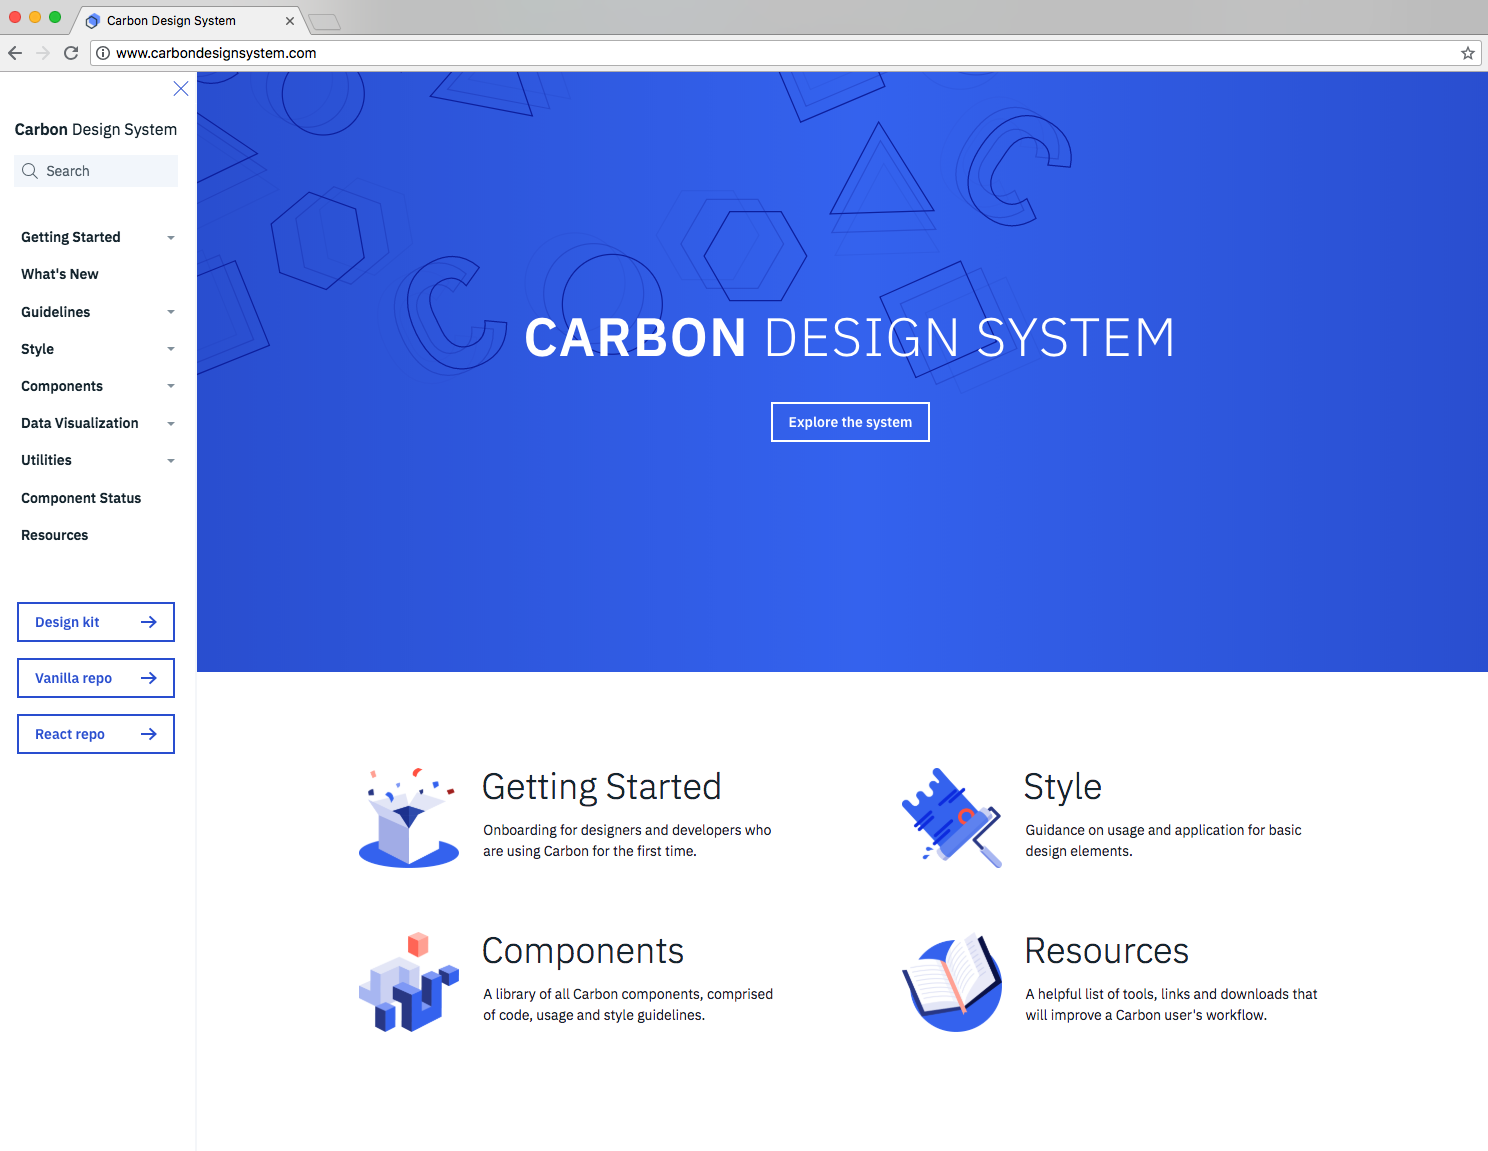 Carbon Design System
www.carbondesignsystem.com
Carbon Design System
Search
Getting Started
What's New
Guidelines
Style
Components
Data Visualization
Utilities
Component Status
Resources
Design kit
Vanilla repo
React repo
CARBON DESIGN SYSTEM
Explore the system
Getting Started
Onboarding for designers and developers who
are using Carbon for the first time.
Style
Guidance on usage and application for basic
design elements.
Components
A library of all Carbon components, comprised
of code, usage and style guidelines.
Resources
A helpful list of tools, links and downloads that
will improve a Carbon user's workflow.